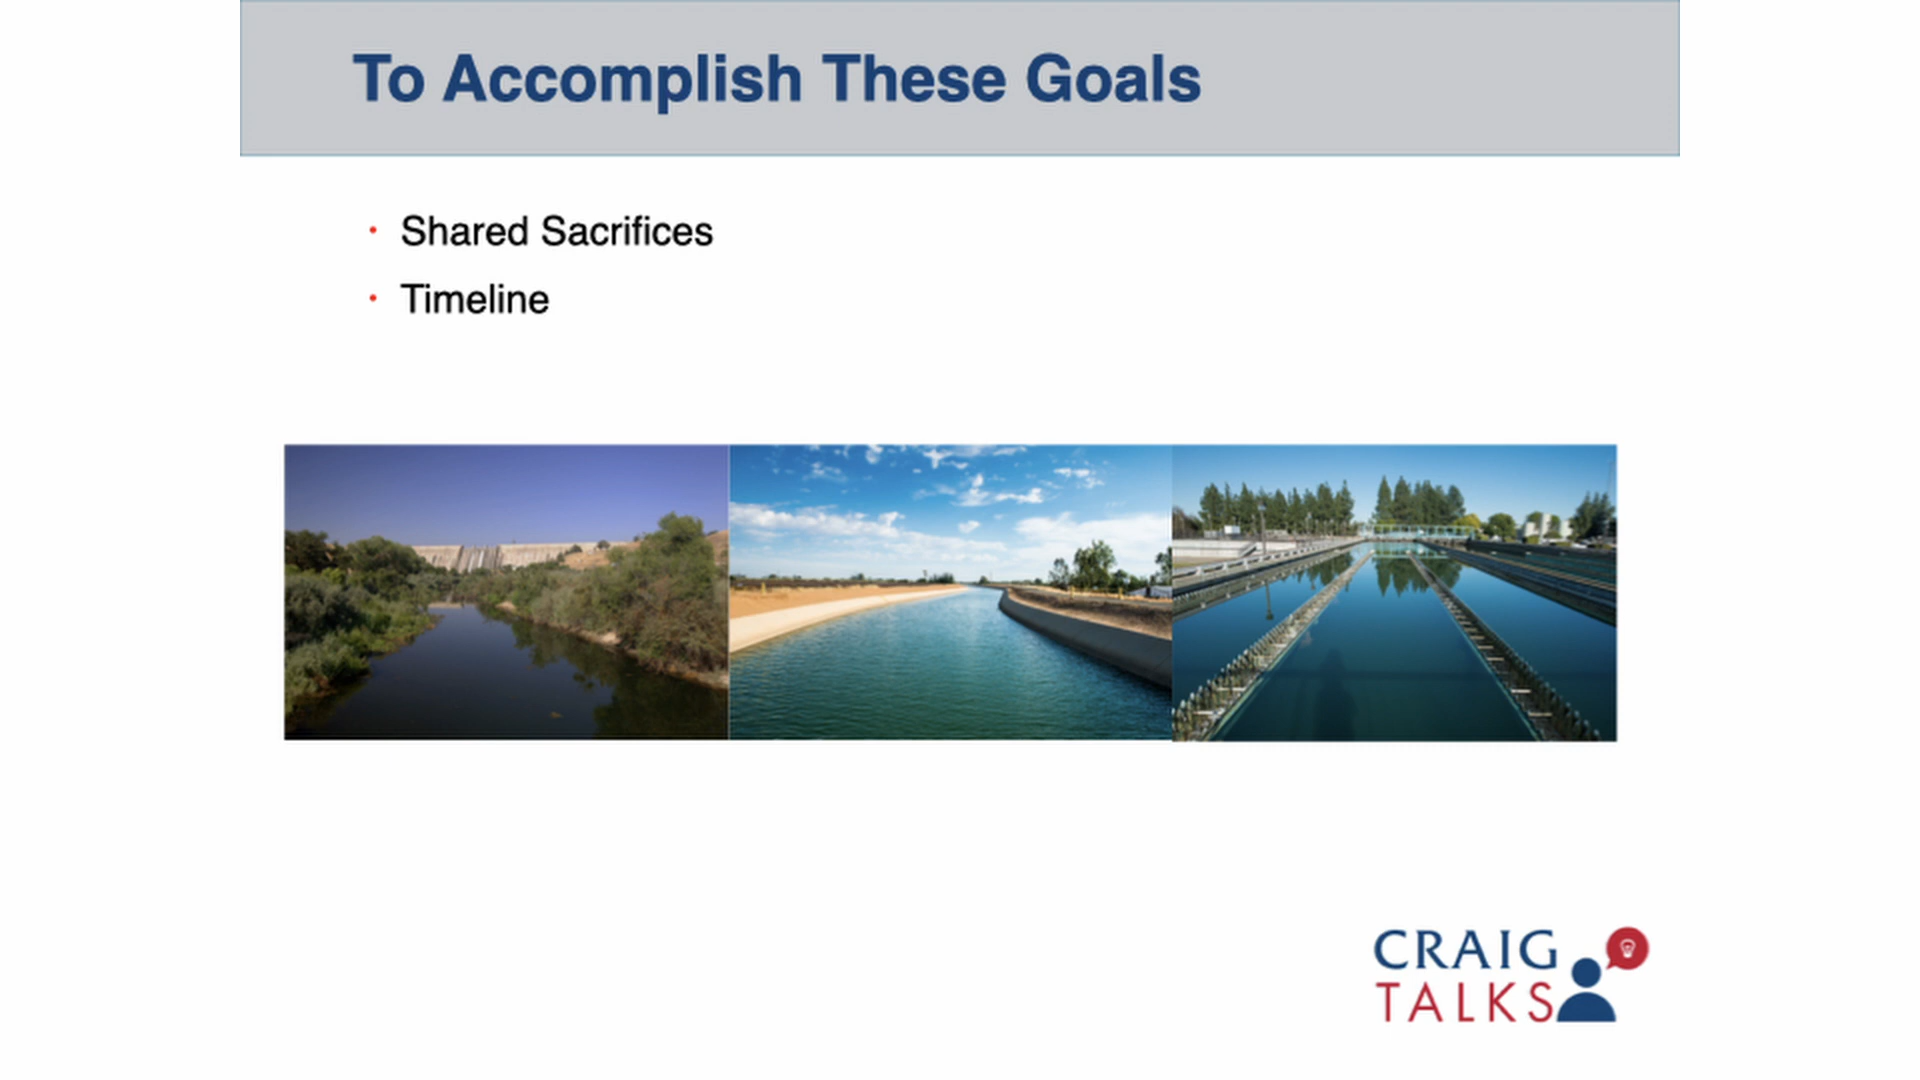 To Accomplish These Goals
Shared Sacrifices
Timeline
CRAIG
TALKS